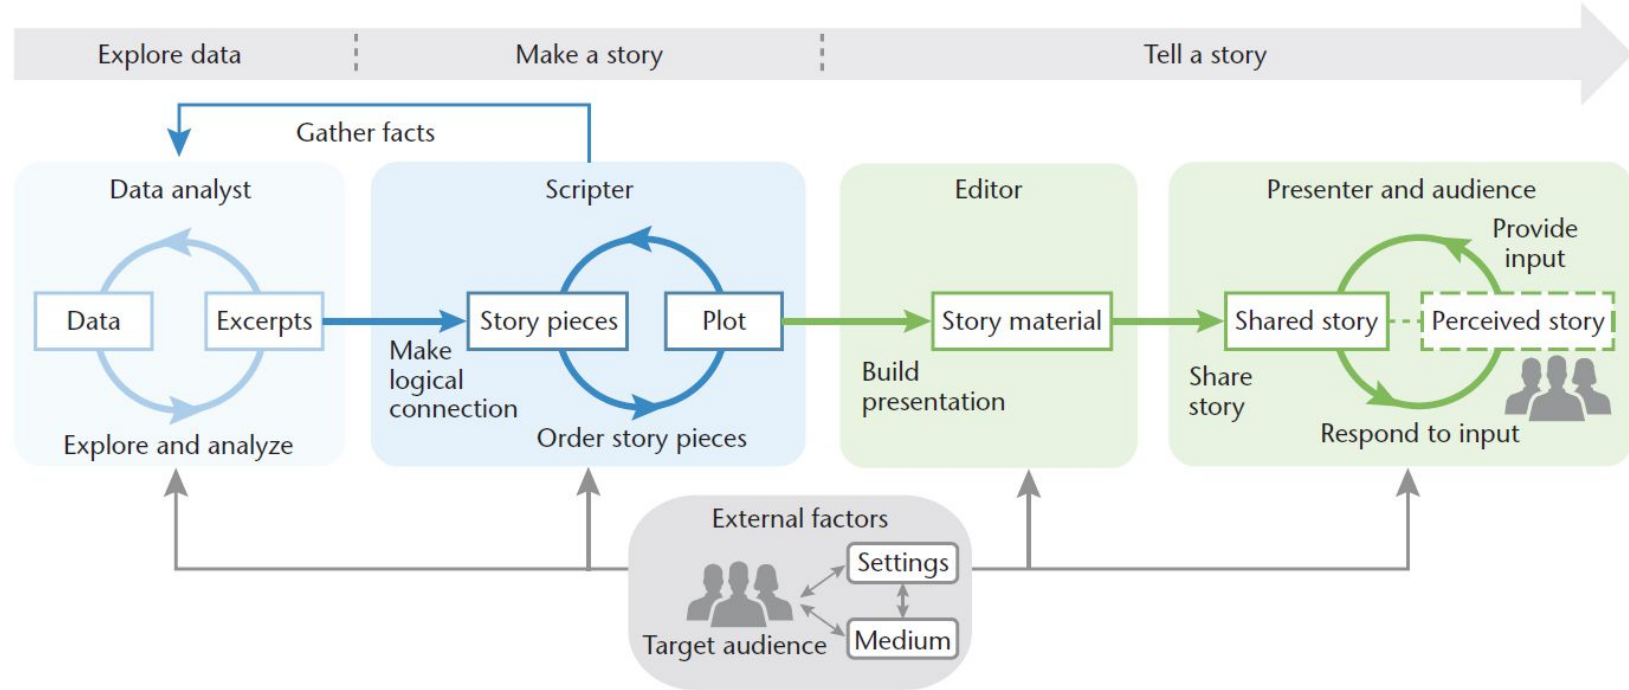 Explore data
Make a story
Tell a story
Gather facts
Data analyst
Scripter
Editor
Presenter and audience
Provide
input
Data
Excerpts
Story pieces
Plot
Story material
Shared story
Perceived story
Make
logical
connection
Build
presentation
Share
story
Explore and analyze
Order story pieces
Respond to input
External factors
Settings
Target audience
Medium